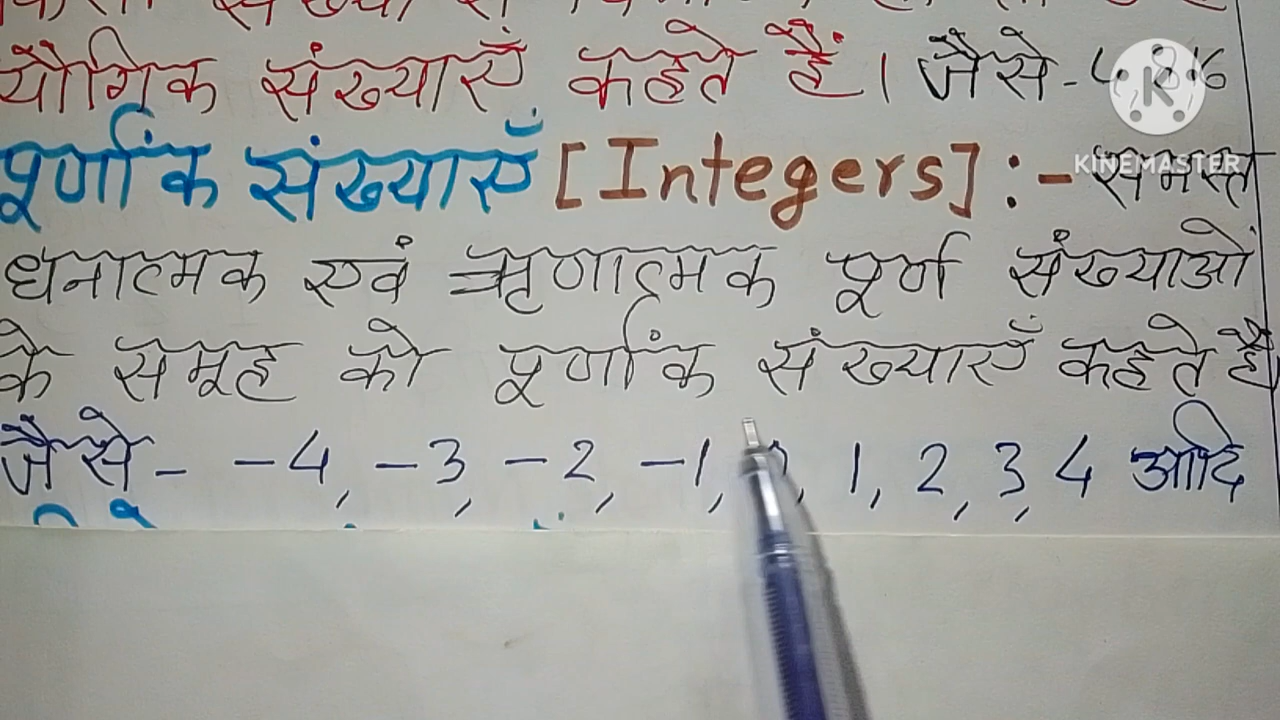 यौगिक संख्याएँ कहते हैं। जैसे- 4, 8, 6
पूर्णांक संख्याएँ [Integers] :- समस्त
धनात्मक एवं ऋणात्मक पूर्ण संख्याओं
के समूह को पूर्णांक संख्याएँ कहते हैं
जैसे- -4, -3, -2, -1, 1, 2, 3, 4 आदि
KINEMASTER